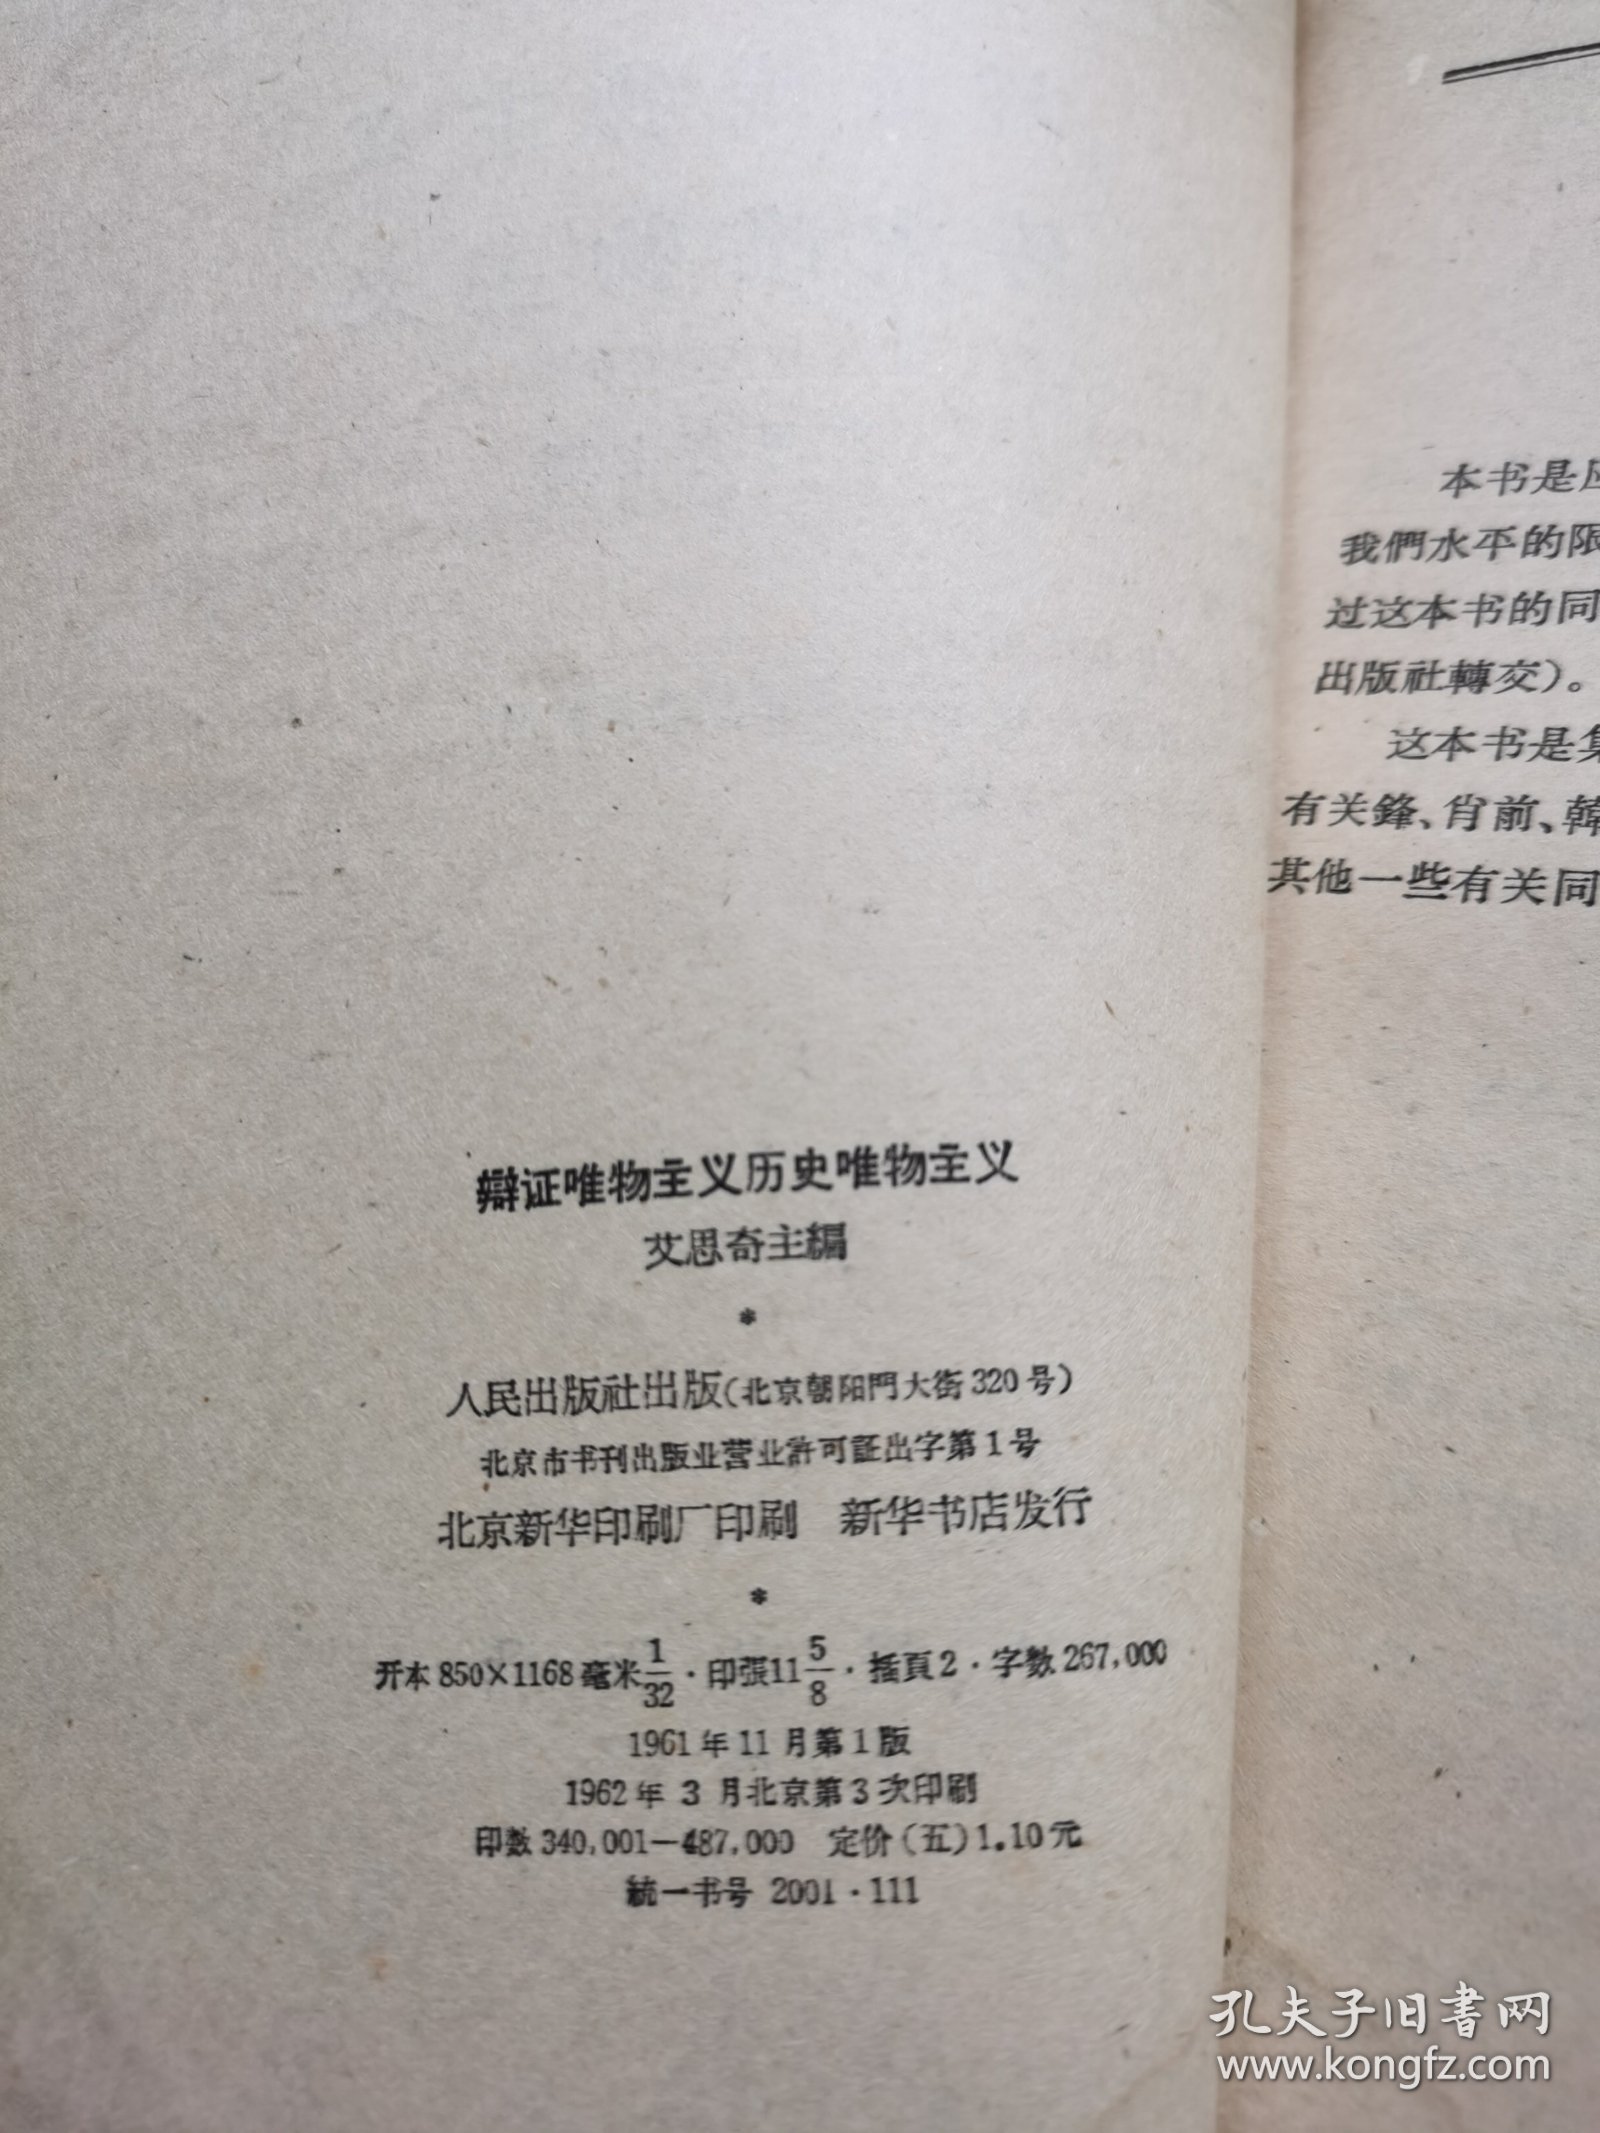 辯证唯物主义历史唯物主义
艾思奇主編
*
人民出版社出版(北京朝阳門大街320号)
北京市书刊出版业营业許可証出字第1号
北京新华印刷厂印刷 新华书店发行
*
开本850×1168毫米1/32·印張11 5/8·插頁2·字数267,000
1961年11月第1版
1962年3月北京第3次印刷
印数340,001—487,000 定价(五)1.10元
統一书号 2001·111
本书是
我們水平的限
过这本书的同
出版社轉交)。
这本书是集
有关鋒、肖前、韓
其他一些有关同
孔夫子旧書网
www.kongfz.com